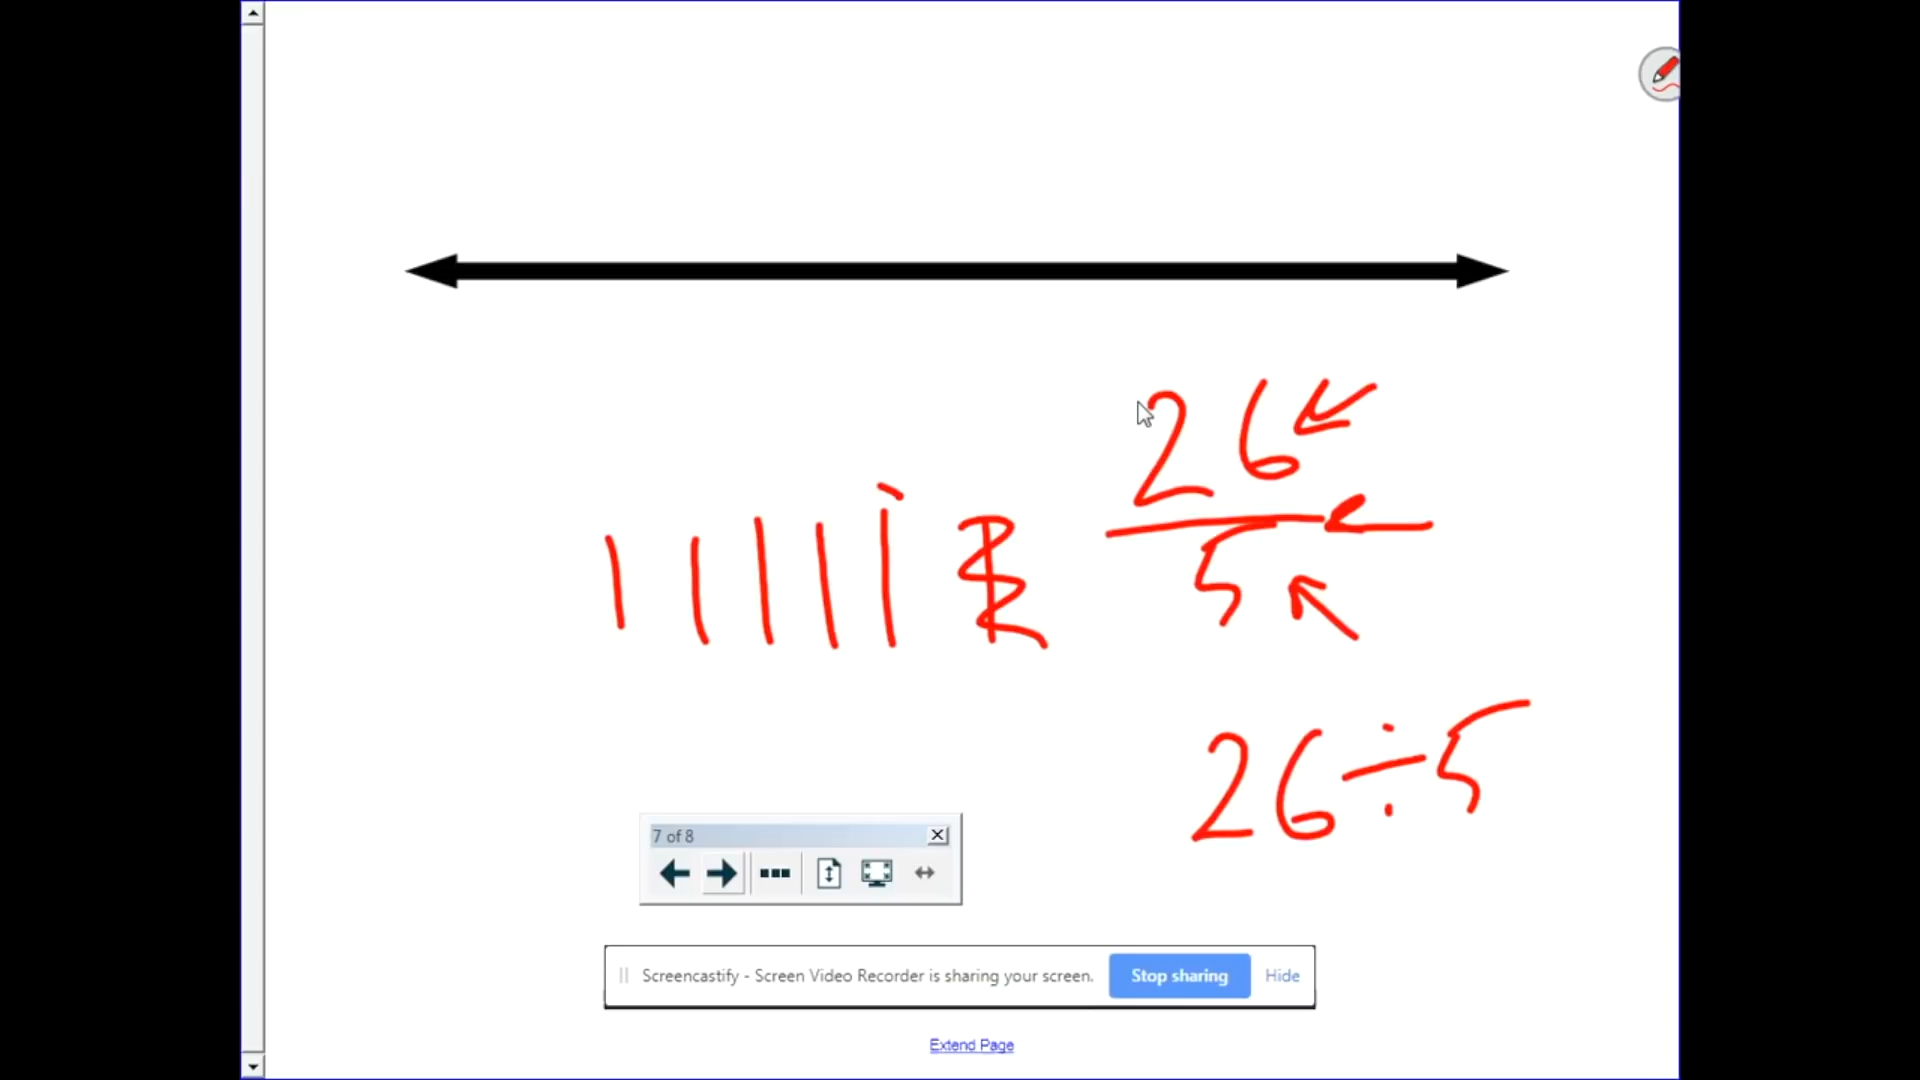 26
5
26÷5
7 of 8
Screencastify - Screen Video Recorder is sharing your screen. Stop sharing Hide
Extend Page